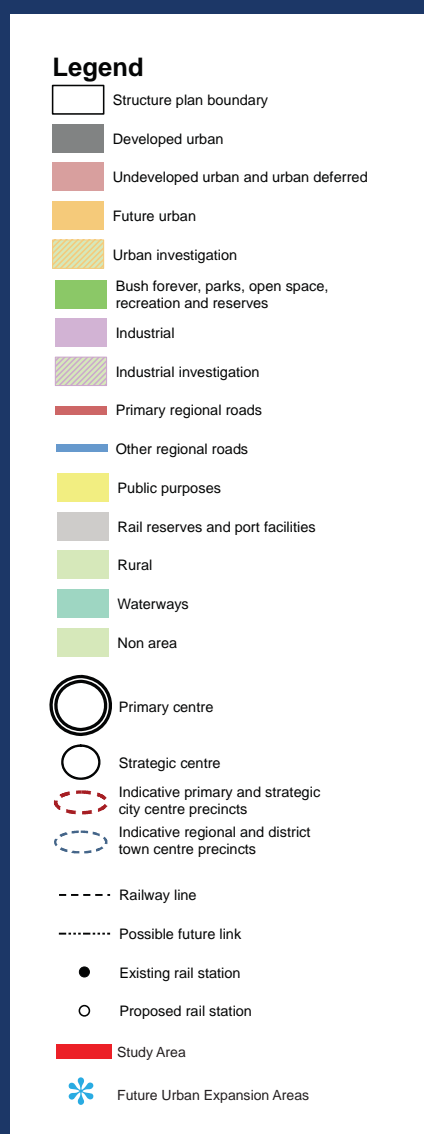 Legend
Structure plan boundary
Developed urban
Undeveloped urban and urban deferred
Future urban
Urban investigation
Bush forever, parks, open space,
recreation and reserves
Industrial
Industrial investigation
Primary regional roads
Other regional roads
Public purposes
Rail reserves and port facilities
Rural
Waterways
Non area
Primary centre
Strategic centre
Indicative primary and strategic
city centre precincts
Indicative regional and district
town centre precincts
Railway line
Possible future link
Existing rail station
Proposed rail station
Study Area
Future Urban Expansion Areas